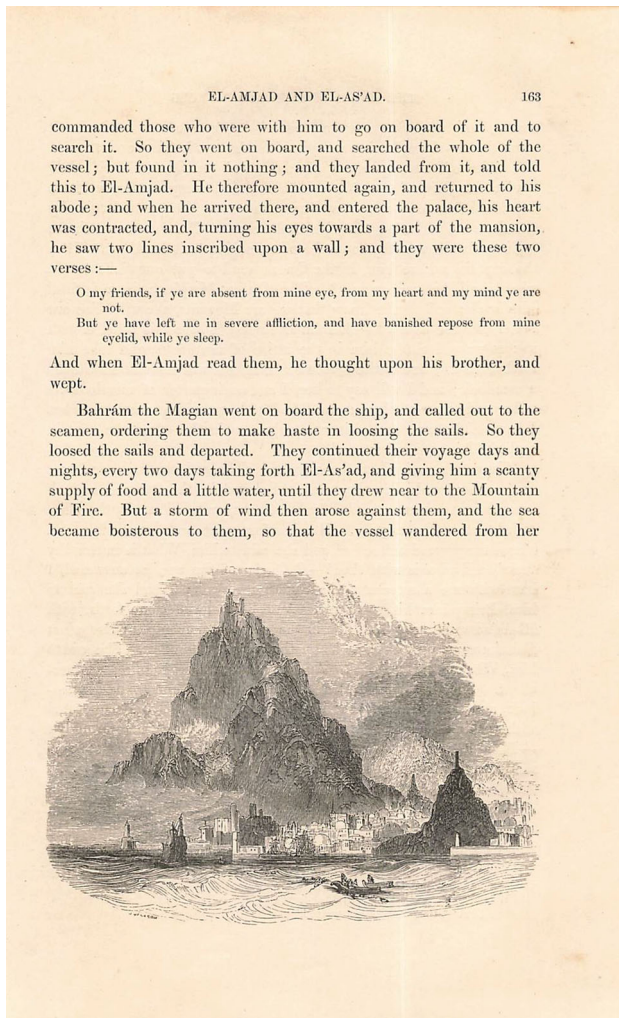 EL-AMJAD AND EL-AS'AD. 163
commanded those who were with him to go on board of it and to
search it. So they went on board, and searched the whole of the
vessel; but found in it nothing; and they landed from it, and told
this to El-Amjad. He therefore mounted again, and returned to his
abode; and when he arrived there, and entered the palace, his heart
was contracted, and, turning his eyes towards a part of the mansion,
he saw two lines inscribed upon a wall; and they were these two
verses:—
O my friends, if ye are absent from mine eye, from my heart and my mind ye are
not.
But ye have left me in severe affliction, and have banished repose from mine
eyelid, while ye sleep.
And when El-Amjad read them, he thought upon his brother, and
wept.
Bahrám the Magian went on board the ship, and called out to the
seamen, ordering them to make haste in loosing the sails. So they
loosed the sails and departed. They continued their voyage days and
nights, every two days taking forth El-As'ad, and giving him a scanty
supply of food and a little water, until they drew near to the Mountain
of Fire. But a storm of wind then arose against them, and the sea
became boisterous to them, so that the vessel wandered from her